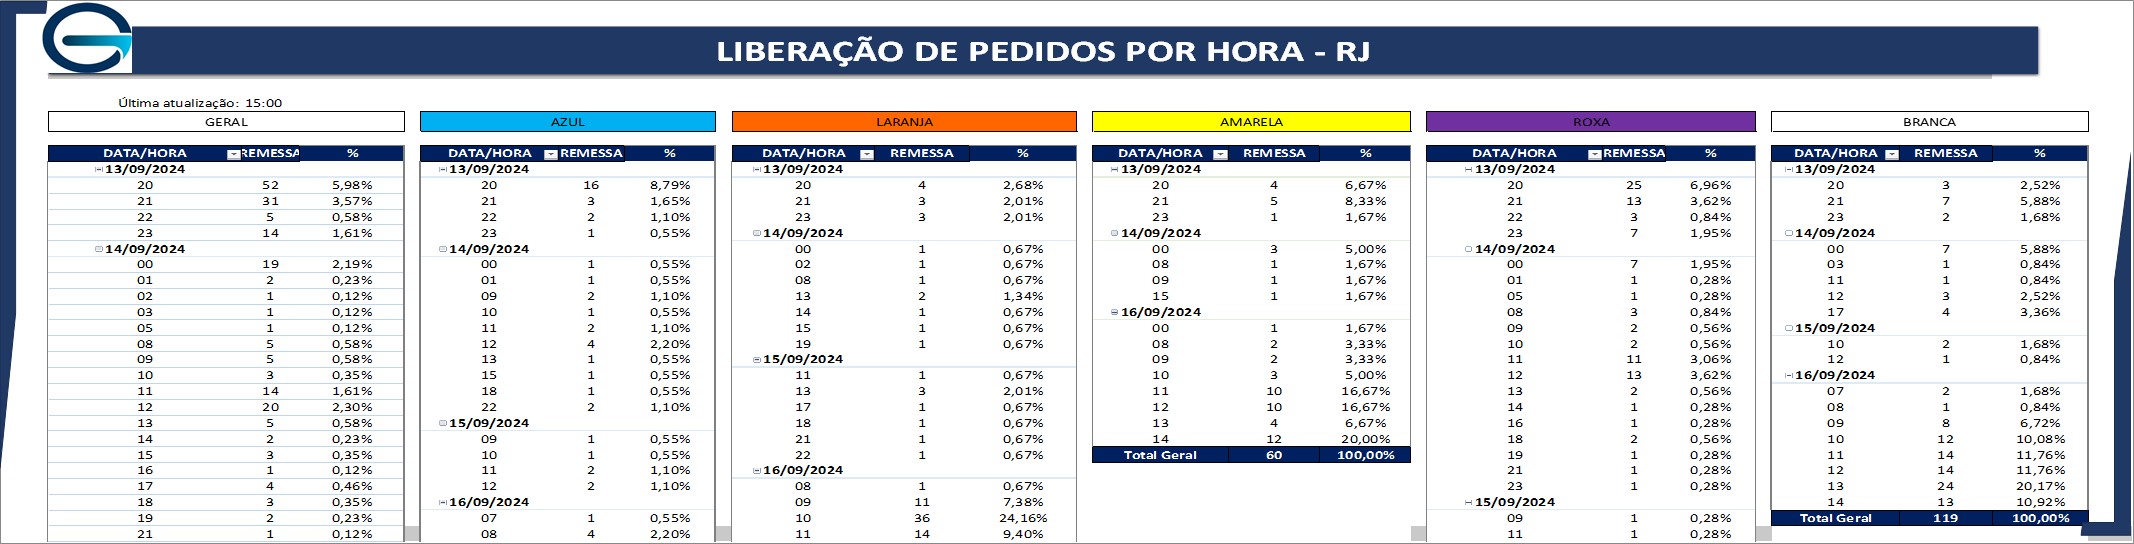 LIBERAÇÃO DE PEDIDOS POR HORA - RJ
Última atualização: 15:00
GERAL
DATA/HORA REMESSA %
13/09/2024
20 52 5,98%
21 31 3,57%
22 5 0,58%
23 14 1,61%
14/09/2024
00 19 2,19%
01 2 0,23%
02 1 0,12%
03 1 0,12%
05 1 0,12%
08 5 0,58%
09 5 0,58%
10 3 0,35%
11 14 1,61%
12 20 2,30%
13 5 0,58%
14 2 0,23%
15 3 0,35%
16 1 0,12%
17 4 0,46%
18 3 0,35%
19 2 0,23%
21 1 0,12%
AZUL
DATA/HORA REMESSA %
13/09/2024
20 16 8,79%
21 3 1,65%
22 2 1,10%
23 1 0,55%
14/09/2024
00 1 0,55%
01 1 0,55%
09 2 1,10%
10 1 0,55%
11 2 1,10%
12 4 2,20%
13 1 0,55%
15 1 0,55%
18 1 0,55%
22 2 1,10%
15/09/2024
09 1 0,55%
10 1 0,55%
11 2 1,10%
12 2 1,10%
16/09/2024
07 1 0,55%
08 4 2,20%
LARANJA
DATA/HORA REMESSA %
13/09/2024
20 4 2,68%
21 3 2,01%
23 3 2,01%
14/09/2024
00 1 0,67%
02 1 0,67%
08 1 0,67%
13 2 1,34%
14 1 0,67%
15 1 0,67%
19 1 0,67%
15/09/2024
11 1 0,67%
13 3 2,01%
17 1 0,67%
18 1 0,67%
21 1 0,67%
22 1 0,67%
16/09/2024
08 1 0,67%
09 11 7,38%
10 36 24,16%
11 14 9,40%
AMARELA
DATA/HORA REMESSA %
13/09/2024
20 4 6,67%
21 5 8,33%
23 1 1,67%
14/09/2024
00 3 5,00%
08 1 1,67%
09 1 1,67%
15 1 1,67%
16/09/2024
00 1 1,67%
08 2 3,33%
09 2 3,33%
10 3 5,00%
11 10 16,67%
12 10 16,67%
13 4 6,67%
14 12 20,00%
Total Geral 60 100,00%
ROXA
DATA/HORA REMESSA %
13/09/2024
20 25 6,96%
21 13 3,62%
22 3 0,84%
23 7 1,95%
14/09/2024
00 7 1,95%
01 1 0,28%
05 1 0,28%
08 3 0,84%
09 2 0,56%
10 2 0,56%
11 11 3,06%
12 13 3,62%
13 2 0,56%
14 1 0,28%
16 1 0,28%
18 2 0,56%
19 1 0,28%
21 1 0,28%
23 1 0,28%
15/09/2024
09 1 0,28%
11 1 0,28%
BRANCA
DATA/HORA REMESSA %
13/09/2024
20 3 2,52%
21 7 5,88%
23 2 1,68%
14/09/2024
00 7 5,88%
03 1 0,84%
11 1 0,84%
12 3 2,52%
17 4 3,36%
15/09/2024
10 2 1,68%
12 1 0,84%
16/09/2024
07 2 1,68%
08 1 0,84%
09 8 6,72%
10 12 10,08%
11 14 11,76%
12 14 11,76%
13 24 20,17%
14 13 10,92%
Total Geral 119 100,00%